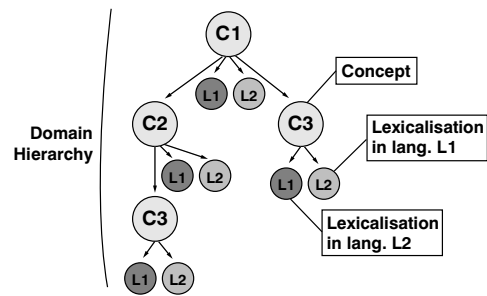 C1
Concept
L1 L2
C2
C3
Domain
Hierarchy
Lexicalisation
in lang. L1
L1 L2
L1 L2
C3
Lexicalisation
in lang. L2
L1 L2